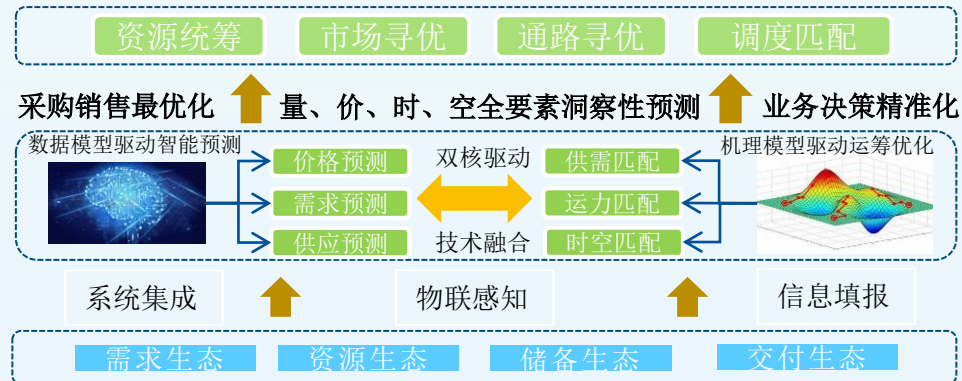 资源统筹 市场寻优 通路寻优 调度匹配
采购销售最优化 量、价、时、空全要素洞察性预测 业务决策精准化
数据模型驱动智能预测 机理模型驱动运筹优化
价格预测 双核驱动 供需匹配
需求预测 运力匹配
供应预测 技术融合 时空匹配
系统集成 物联感知 信息填报
需求生态 资源生态 储备生态 交付生态